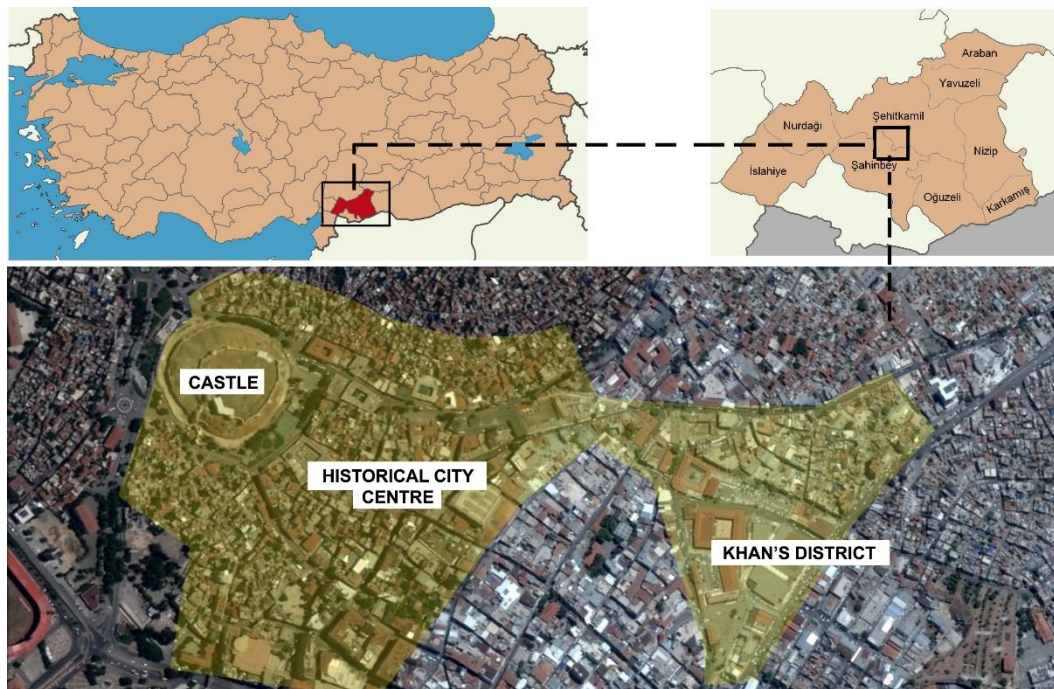 Araban
Yavuzeli
Şehitkamil
Nurdağı
Nizip
Şahinbey
İslahiye
Oğuzeli
Karkamış
CASTLE
HISTORICAL CITY
CENTRE
KHAN'S DISTRICT